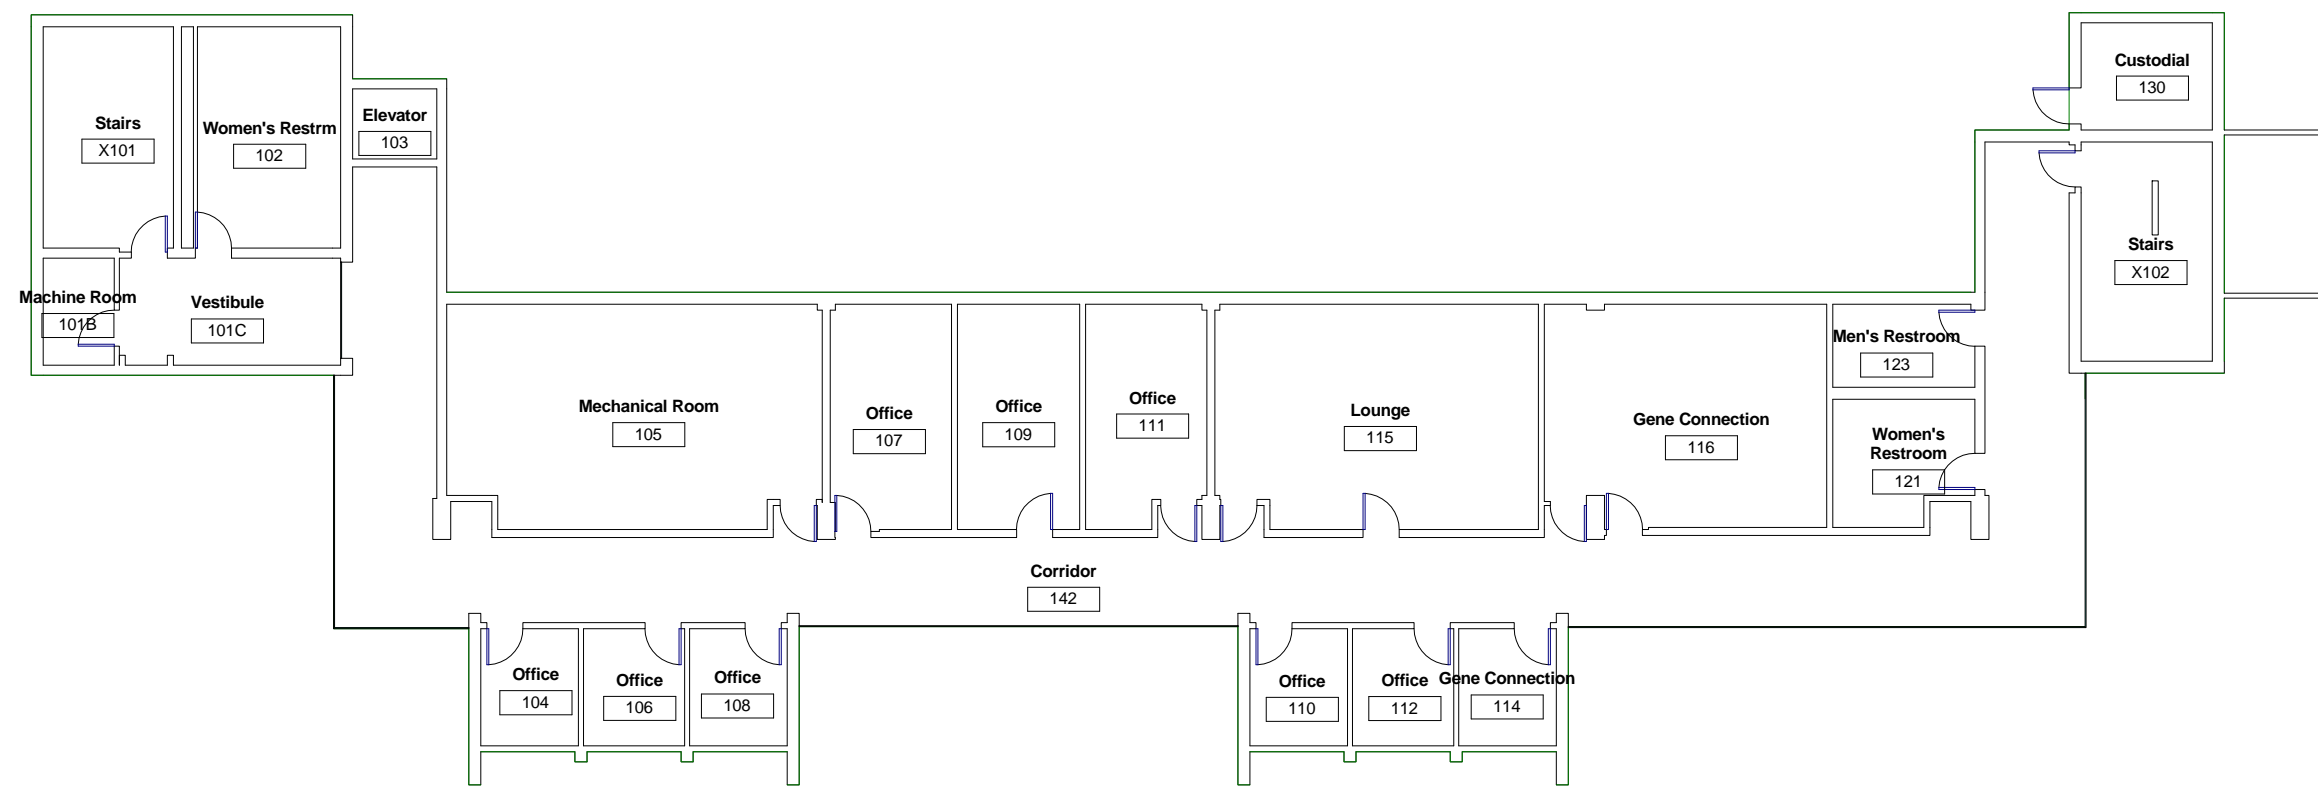 Stairs
X101
Women's Restrm
102
Elevator
103
Machine Room
101B
Vestibule
101C
Mechanical Room
105
Office
107
Office
109
Office
111
Lounge
115
Gene Connection
116
Men's Restroom
123
Women's
Restroom
121
Custodial
130
Stairs
X102
Corridor
142
Office
104
Office
106
Office
108
Office
110
Office
112
Gene Connection
114